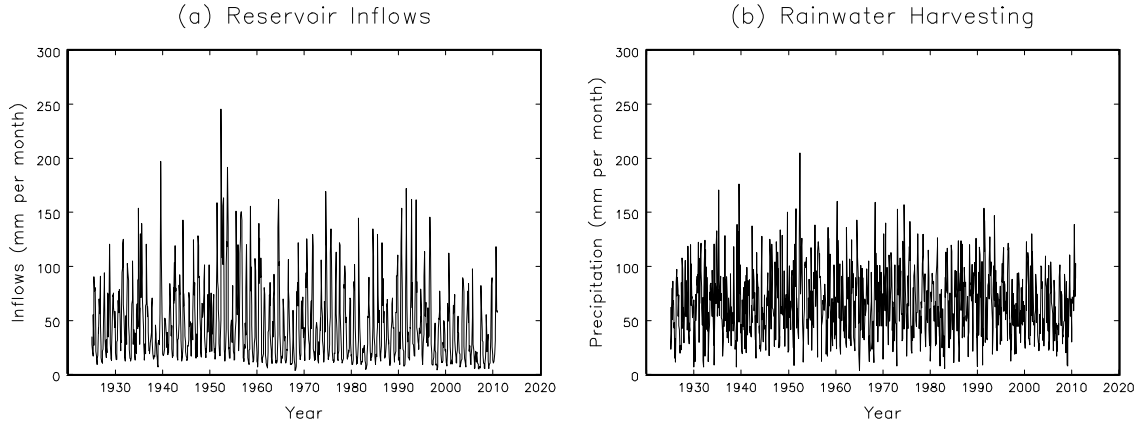 (a) Reservoir Inflows
300
250
200
150
100
50
0
Inflows (mm per month)
1930 1940 1950 1960 1970 1980 1990 2000 2010 2020
Year
(b) Rainwater Harvesting
300
250
200
150
100
50
0
Precipitation (mm per month)
1930 1940 1950 1960 1970 1980 1990 2000 2010 2020
Year